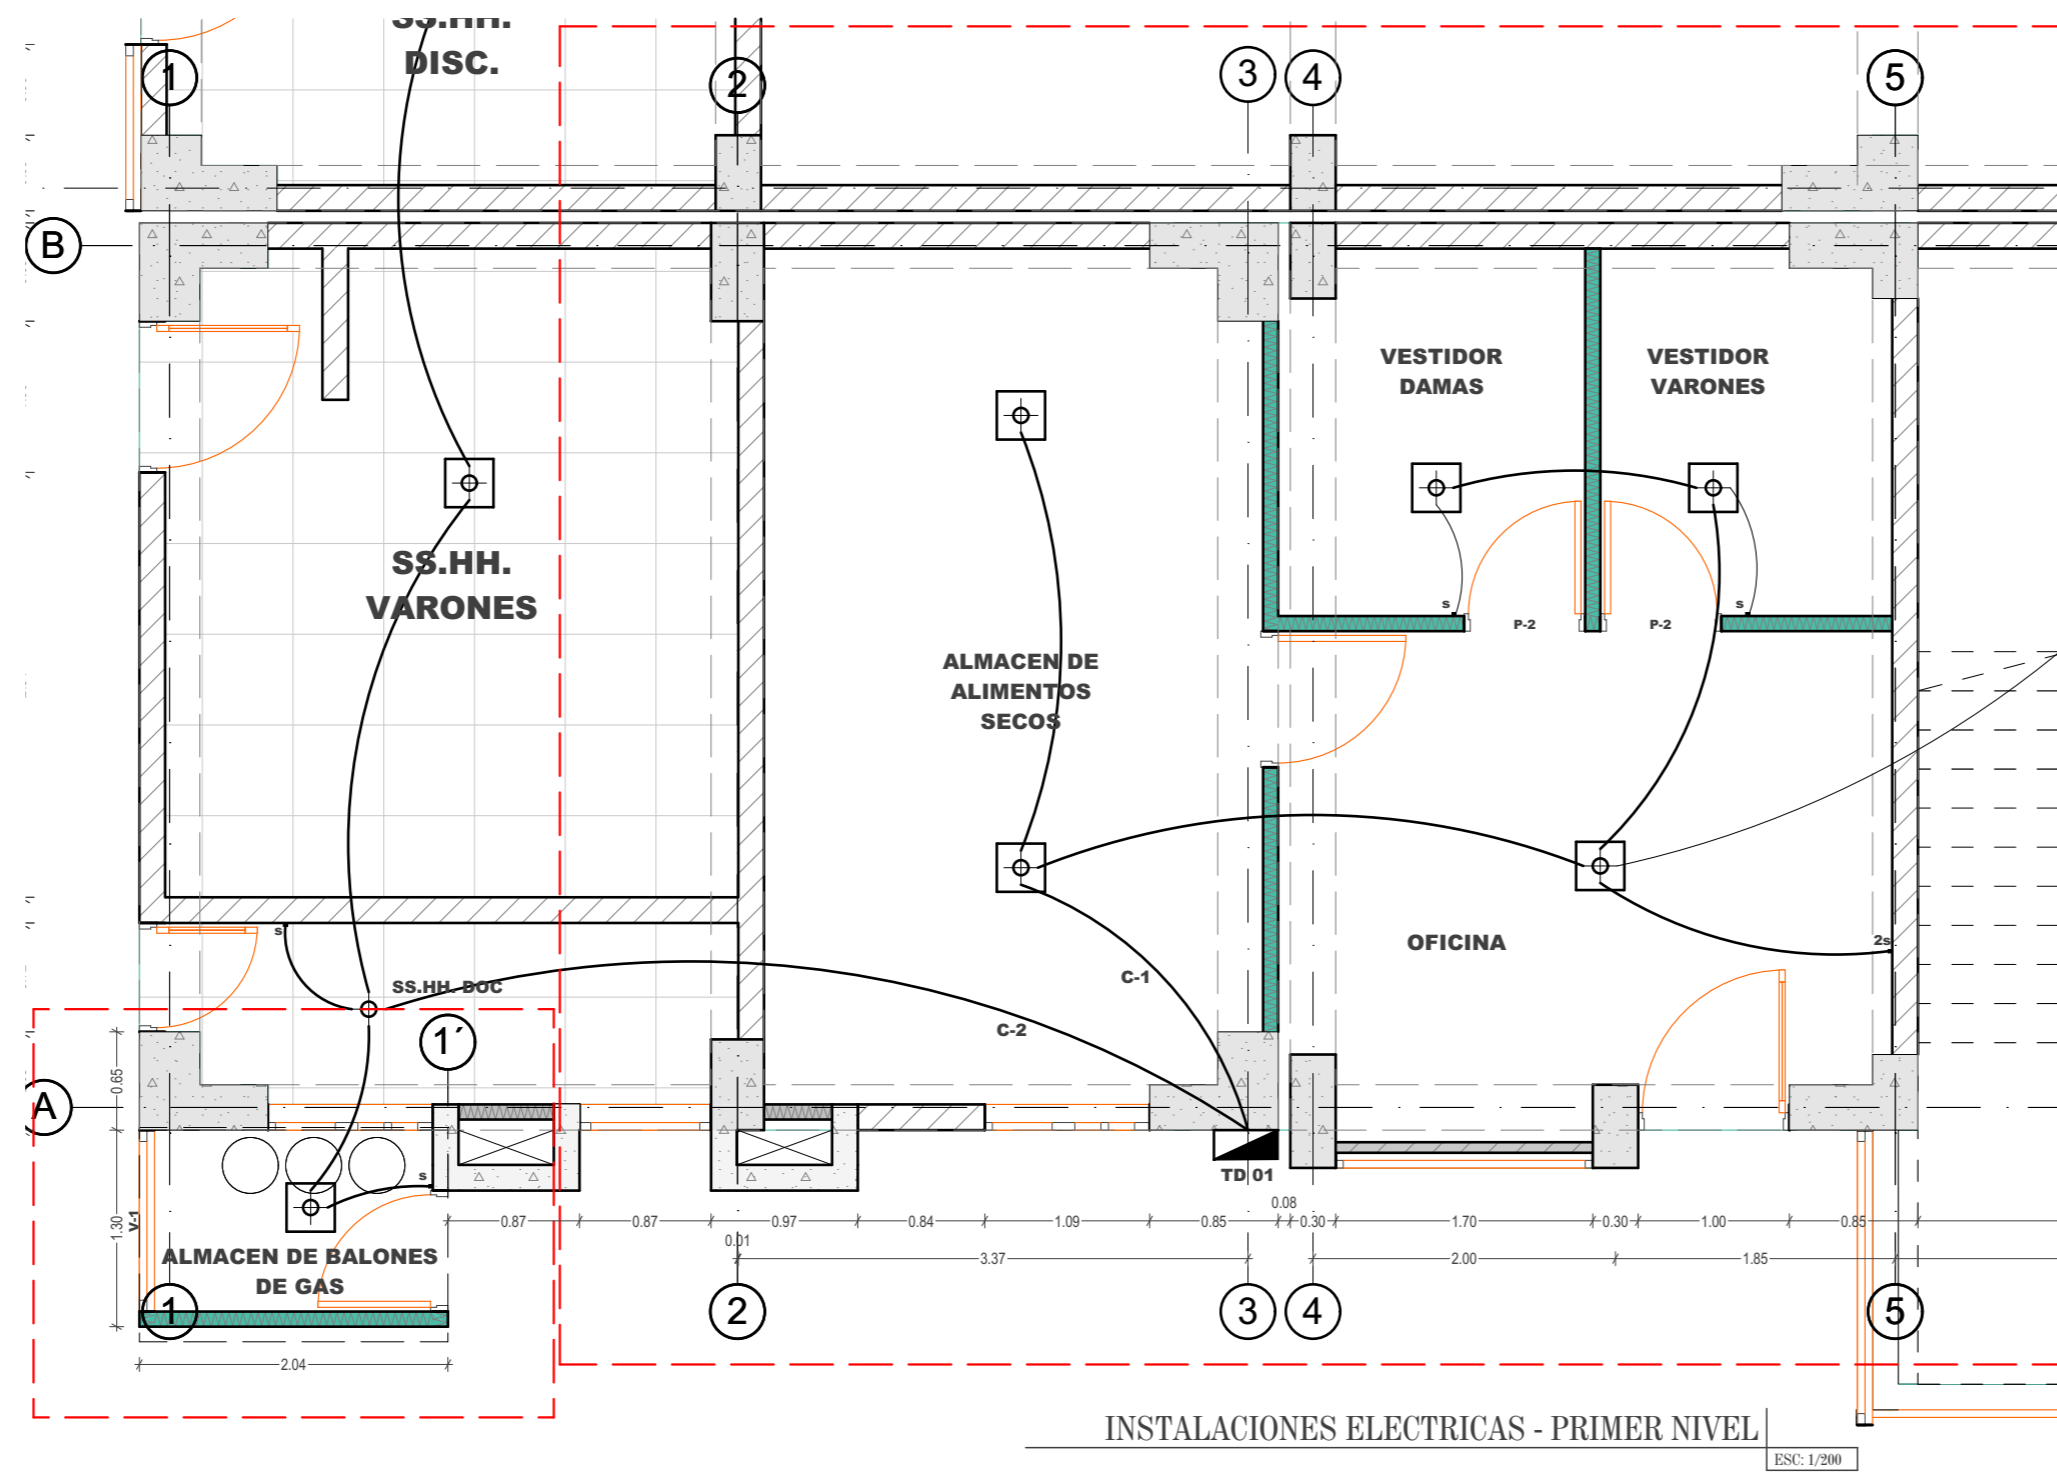 SS.HH.
DISC.
1
2
3
4
5
B
VESTIDOR
DAMAS
VESTIDOR
VARONES
SS.HH.
VARONES
s
s
P-2
P-2
ALMACEN DE
ALIMENTOS
SECOS
s
OFICINA
2s
SS.HH. DOC
C-1
C-2
1´
A
0.65
s
TD 01
1.30
V-1
0.87
0.87
0.97
0.84
1.09
0.85
0.08
0.30
1.70
0.30
1.00
0.85
0.01
3.37
2.00
1.85
ALMACEN DE BALONES
DE GAS
1
2
3
4
5
2.04
INSTALACIONES ELECTRICAS - PRIMER NIVEL
ESC: 1/200